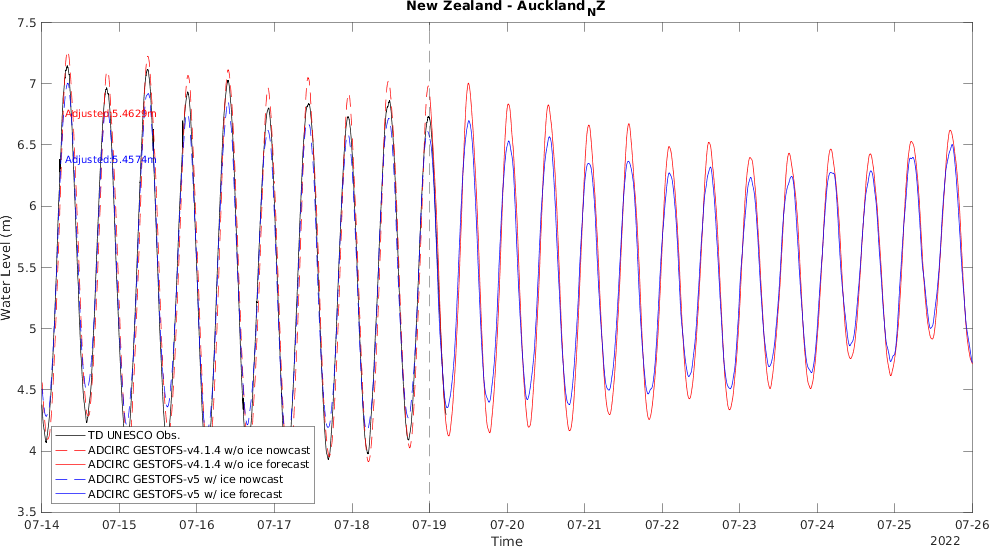 New Zealand - Auckland_NZ
7.5
7
6.5
6
5.5
5
4.5
4
3.5
Water Level (m)
Adjusted:5.4629m
Adjusted:5.4574m
TD UNESCO Obs.
ADCIRC GESTOFS-v4.1.4 w/o ice nowcast
ADCIRC GESTOFS-v4.1.4 w/o ice forecast
ADCIRC GESTOFS-v5 w/ ice nowcast
ADCIRC GESTOFS-v5 w/ ice forecast
07-14 07-15 07-16 07-17 07-18 07-19 07-20 07-21 07-22 07-23 07-24 07-25 07-26
Time
2022